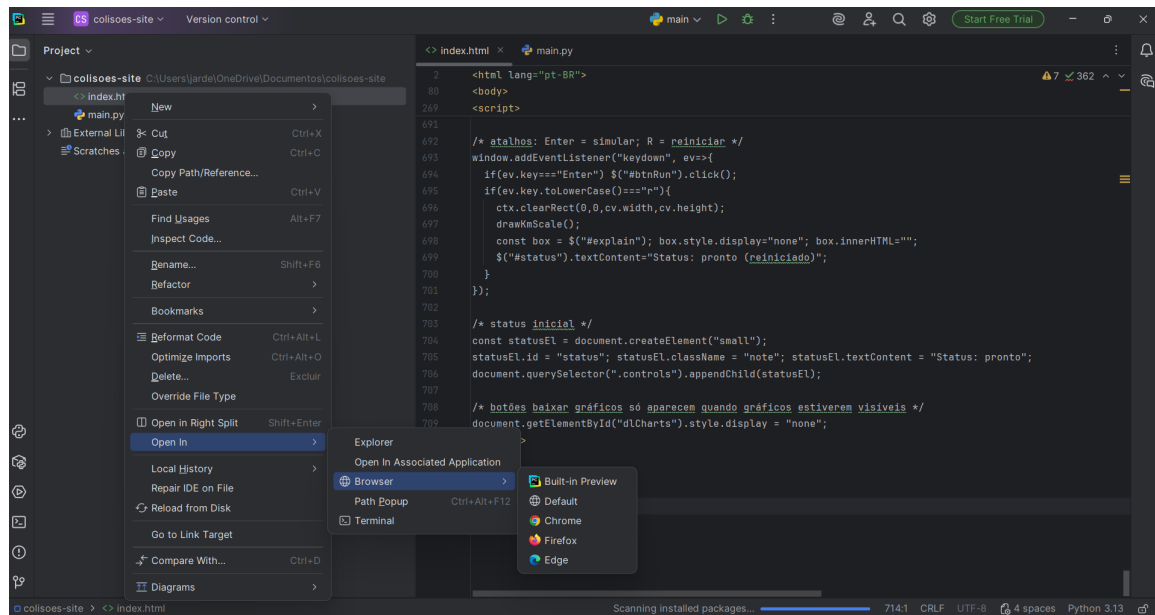 CS colisoes-site Version control main Start Free Trial
Project
index.html main.py
colisoes-site C:\Users\jarde\OneDrive\Documentos\colisoes-site
index.ht
main.py
External Lil
Scratches
New
Cut Ctrl+X
Copy Ctrl+C
Copy Path/Reference...
Paste Ctrl+V
Find Usages Alt+F7
Inspect Code...
Rename... Shift+F6
Refactor
Bookmarks
Reformat Code Ctrl+Alt+L
Optimize Imports Ctrl+Alt+O
Delete... Excluir
Override File Type
Open in Right Split Shift+Enter
Open In
Local History
Repair IDE on File
Reload from Disk
Go to Link Target
Compare With... Ctrl+D
Diagrams
Explorer
Open In Associated Application
Browser
Path Popup Ctrl+Alt+F12
Terminal
Built-in Preview
Default
Chrome
Firefox
Edge
2 <html lang="pt-BR"> 7 362
80 <body>
269 <script>
691
692 /* atalhos: Enter = simular; R = reiniciar */
693 window.addEventListener("keydown", ev=>{
694 if(ev.key==="Enter") $("#btnRun").click();
695 if(ev.key.toLowerCase()==="r"){
696 ctx.clearRect(0,0,cv.width,cv.height);
697 drawKmScale();
698 const box = $("#explain"); box.style.display="none"; box.innerHTML="";
699 $("#status").textContent="Status: pronto (reiniciado)";
700 }
701 });
702
703 /* status inicial */
704 const statusEl = document.createElement("small");
705 statusEl.id = "status"; statusEl.className = "note"; statusEl.textContent = "Status: pronto";
706 document.querySelector(".controls").appendChild(statusEl);
707
708 /* botões baixar gráficos só aparecem quando gráficos estiverem visíveis */
709 document.getElementById("dlCharts").style.display = "none";
>
colisoes-site > index.html Scanning installed packages... 714:1 CRLF UTF-8 4 spaces Python 3.13